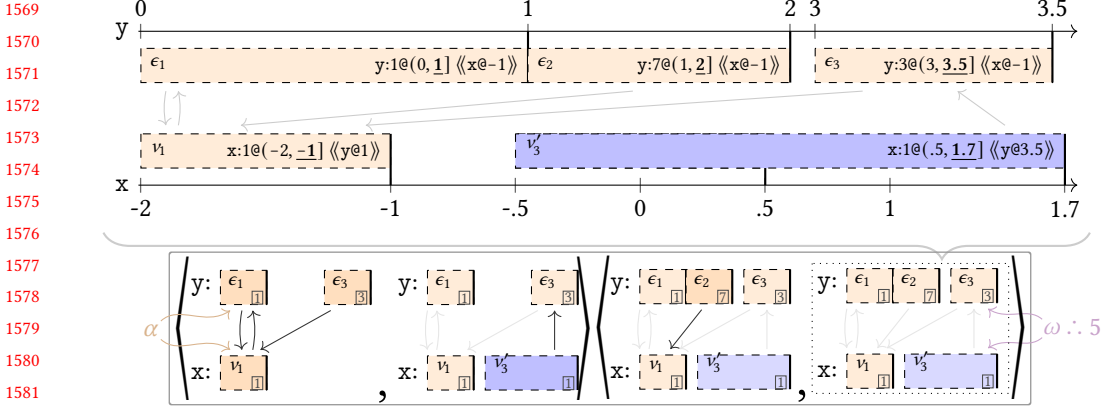 1569
1570
1571
1572
1573
1574
1575
1576
1577
1578
1579
1580
1581
0 1 2 3 3.5
y
ϵ1 y:1@(0, 1] ⟪x@-1⟫ ϵ2 y:7@(1, 2] ⟪x@-1⟫ ϵ3 y:3@(3, 3.5] ⟪x@-1⟫
ν1 x:1@(-2, -1] ⟪y@1⟫ ν′3 x:1@(.5, 1.7] ⟪y@3.5⟫
x
-2 -1 -.5 0 .5 1 1.7
y: ϵ1 1 ϵ3 3 y: ϵ1 1 ϵ3 3 y: ϵ1 1 ϵ2 7 ϵ3 3 y: ϵ1 1 ϵ2 7 ϵ3 3
α ω ∴ 5
x: ν1 1 , x: ν1 1 ν′3 1 x: ν1 1 ν′3 1 , x: ν1 1 ν′3 1